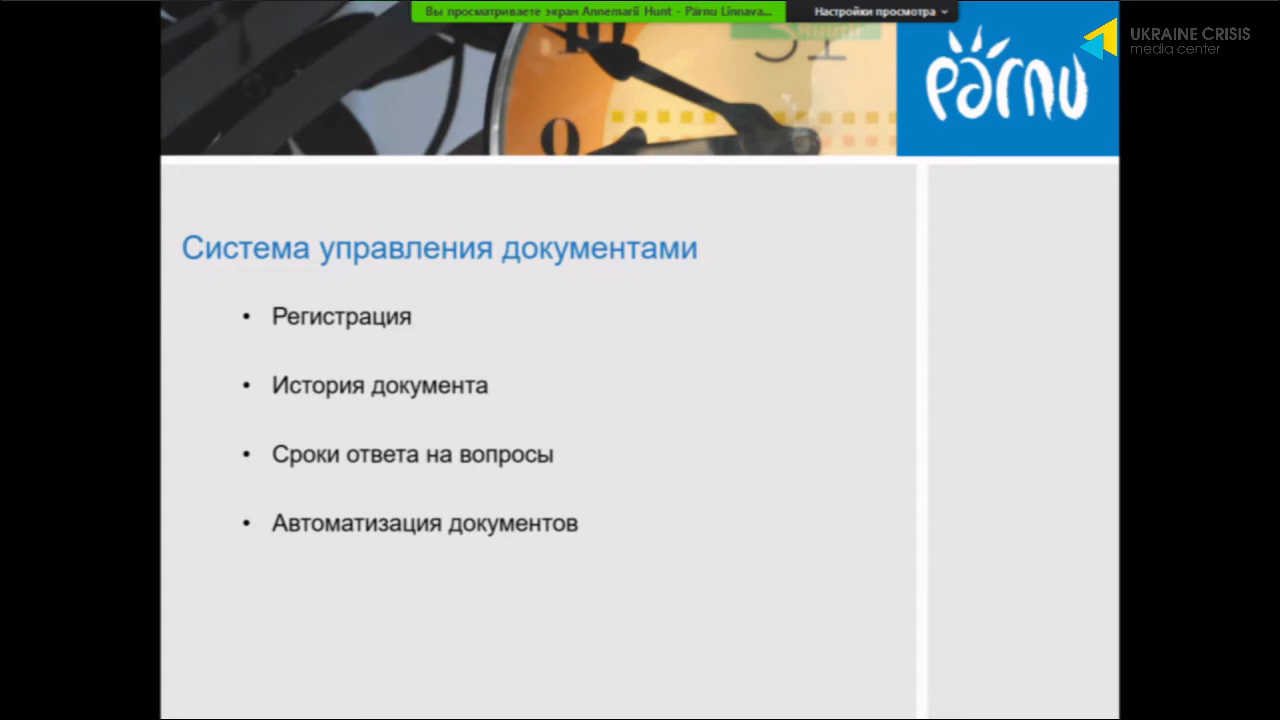 Вы просматриваете экран Annemarii Hunt - Pärnu Linnava...
Настройки просмотра
UKRAINE CRISIS
media center
Pärnu
Система управления документами
• Регистрация
• История документа
• Сроки ответа на вопросы
• Автоматизация документов